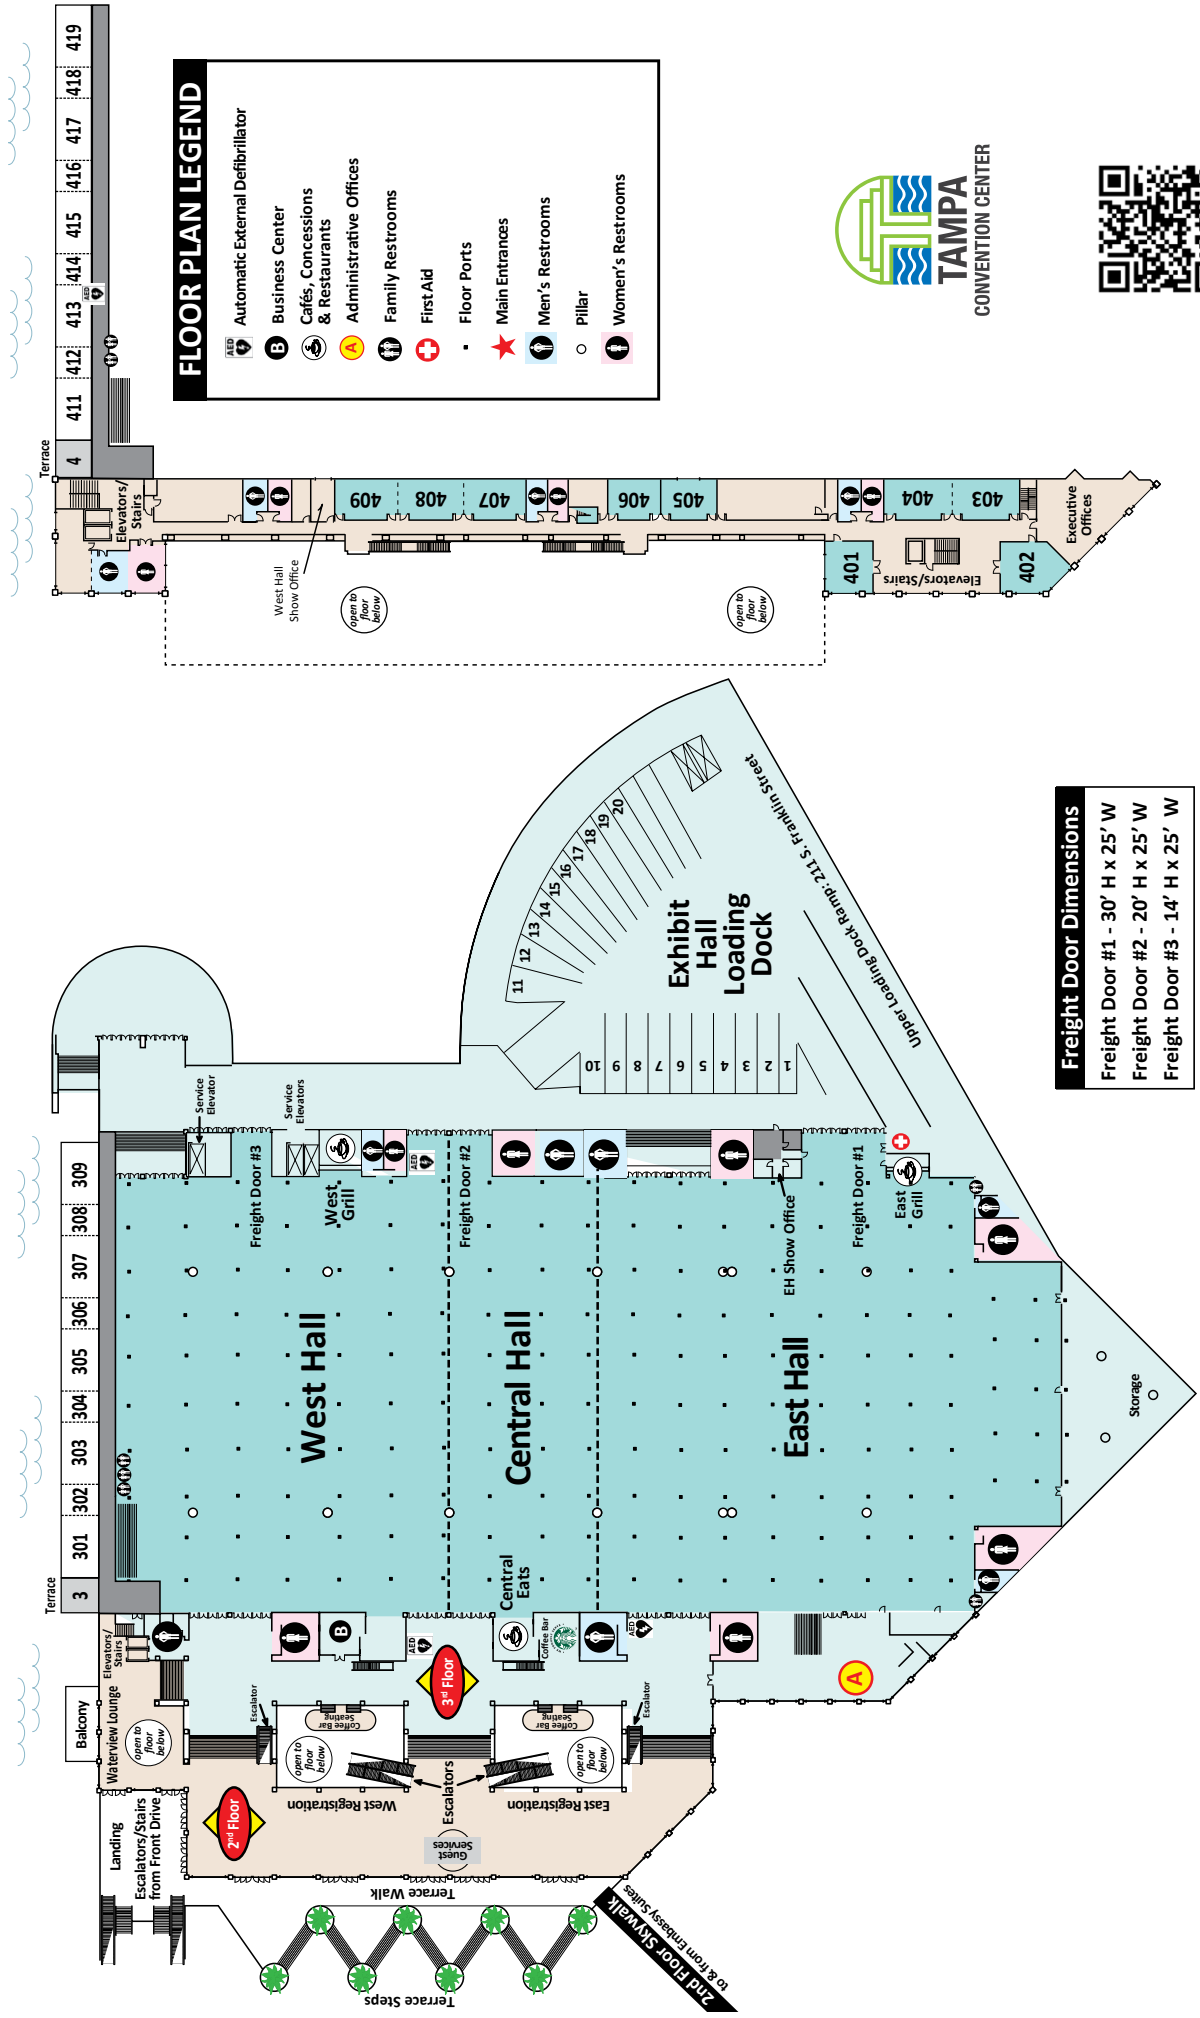 Terrace
4
411
412
413
414
415
416
417
418
419
AED
FLOOR PLAN LEGEND
AED
Automatic External Defibrillator
B
Business Center
Cafés, Concessions
& Restaurants
A
Administrative Offices
Family Restrooms
First Aid
Floor Ports
Main Entrances
Men's Restrooms
Pillar
Women's Restrooms
TAMPA
CONVENTION CENTER
Elevators/
Stairs
West Hall
Show Office
409
408
407
406
405
404
403
401
402
Elevators/Stairs
Executive
Offices
open to
floor
below
open to
floor
below
Terrace
3
301
302
303
304
305
306
307
308
309
Service
Elevator
Service
Elevators
Freight Door #3
West
Grill
AED
Freight Door #2
EH Show Office
Freight Door #1
East
Grill
West Hall
Central Hall
East Hall
Central
Eats
Coffee Bar
AED
AED
B
A
Storage
Exhibit
Hall
Loading
Dock
1
2
3
4
5
6
7
8
9
10
11
12
13
14
15
16
17
18
19
20
Upper Loading Dock Ramp: 211 S. Franklin Street
Freight Door Dimensions
Freight Door #1 - 30' H x 25' W
Freight Door #2 - 20' H x 25' W
Freight Door #3 - 14' H x 25' W
Balcony
Waterview Lounge
Elevators/
Stairs
open to
floor
below
Landing
Escalators/Stairs
from Front Drive
2nd Floor
3rd Floor
Escalator
Escalator
Coffee Bar
Seating
Coffee Bar
Seating
open to
floor
below
open to
floor
below
West Registration
East Registration
Escalators
Guest
Services
Terrace Walk
Terrace Steps
2nd Floor Skywalk
to & from Embassy Suites